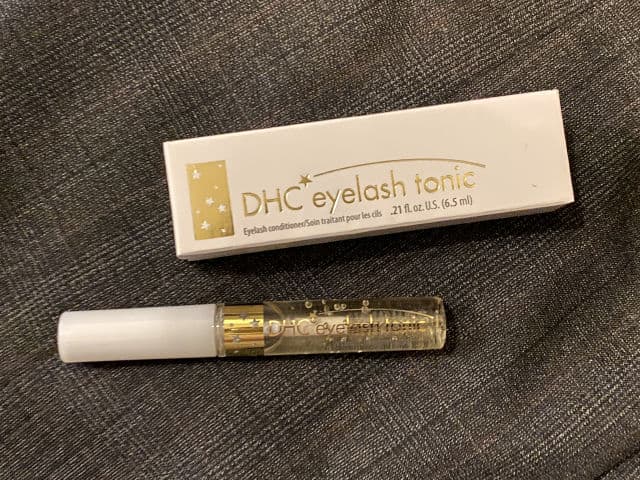 DHC eyelash tonic
Eyelash conditioner/Soin traitant pour les cils .21 fl. oz. U.S. (6.5 ml)
DHC eyelash tonic